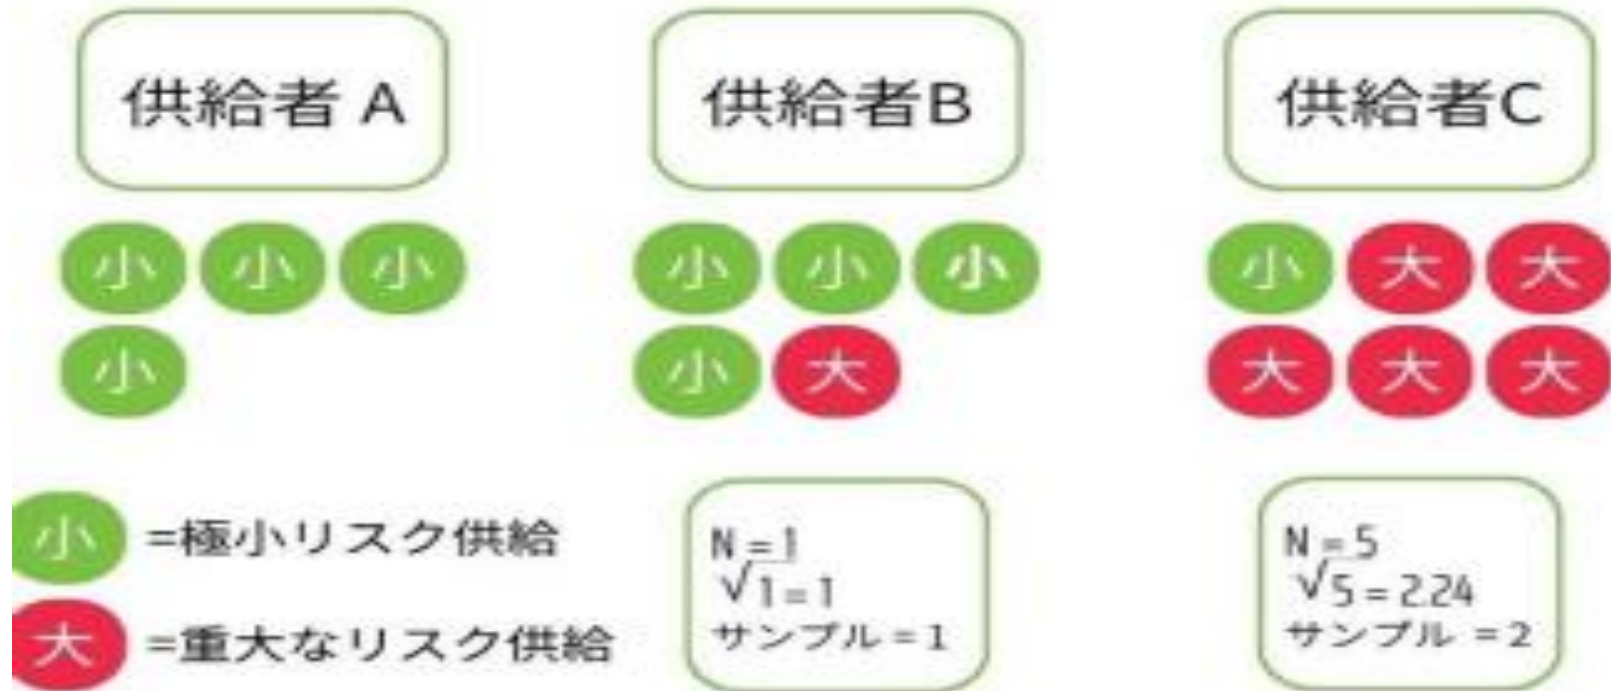 供給者 A 供給者B 供給者C
小 小 小 小 小 小 小 大 大
小 小 大 大 大 大
小 =極小リスク供給
大 =重大なリスク供給
N = 1
√1 = 1
サンプル = 1
N = 5
√5 = 2.24
サンプル = 2